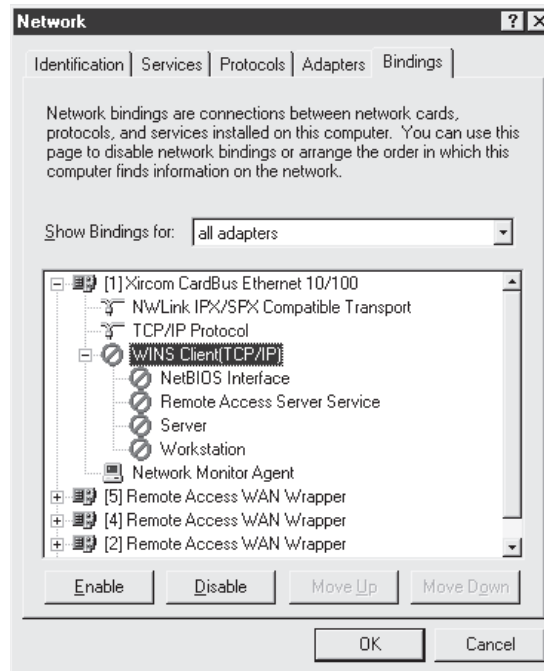 Network
Identification Services Protocols Adapters Bindings
Network bindings are connections between network cards,
protocols, and services installed on this computer. You can use this
page to disable network bindings or arrange the order in which this
computer finds information on the network.
Show Bindings for: all adapters
[1] Xircom CardBus Ethernet 10/100
NWLink IPX/SPX Compatible Transport
TCP/IP Protocol
WINS Client(TCP/IP)
NetBIOS Interface
Remote Access Server Service
Server
Workstation
Network Monitor Agent
[5] Remote Access WAN Wrapper
[4] Remote Access WAN Wrapper
[2] Remote Access WAN Wrapper
Enable Disable Move Up Move Down
OK Cancel